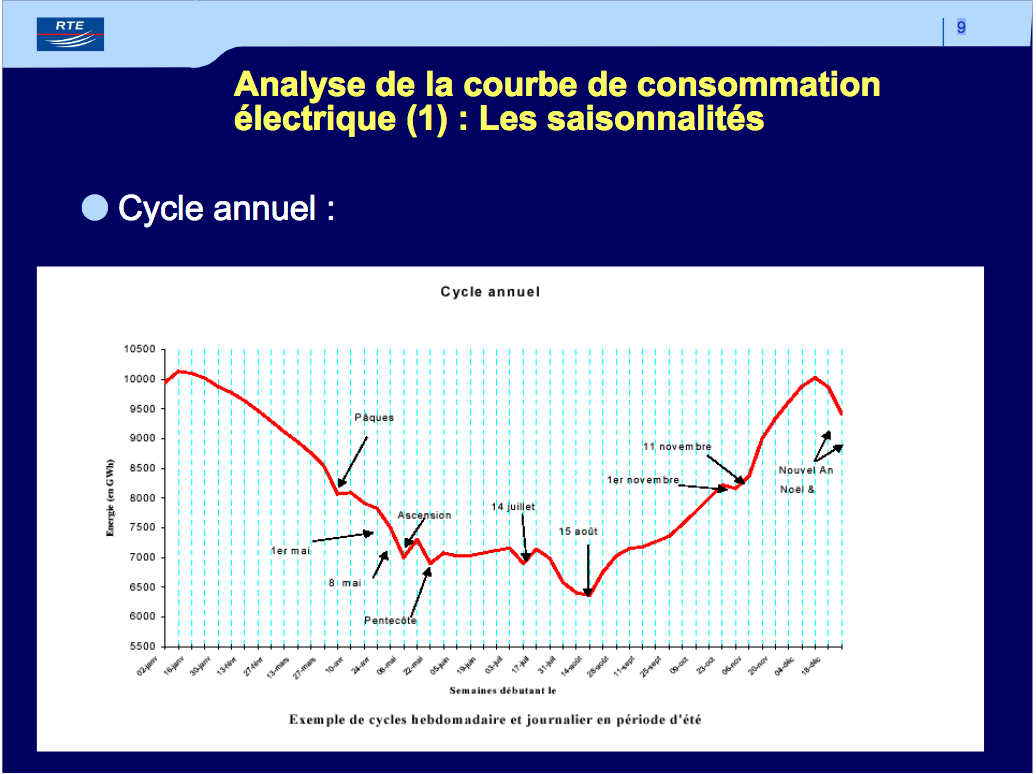 RTE
9
Analyse de la courbe de consommation
électrique (1) : Les saisonnalités
Cycle annuel :
Cycle annuel
10500
10000
9500
9000
8500
8000
7500
7000
6500
6000
5500
Energie (en GWh)
Pâques
1er mai
8 mai
Ascension
Pentecôte
14 juillet
15 août
1er novembre
11 novembre
Nouvel An
Noël &
02-janv
16-janv
30-janv
13-févr
27-févr
13-mars
27-mars
10-avr
24-avr
08-mai
22-mai
05-juin
19-juin
03-juil
17-juil
31-juil
14-août
28-août
11-sept
25-sept
09-oct
23-oct
06-nov
20-nov
04-déc
18-déc
Semaines débutant le
Exemple de cycles hebdomadaire et journalier en période d'été